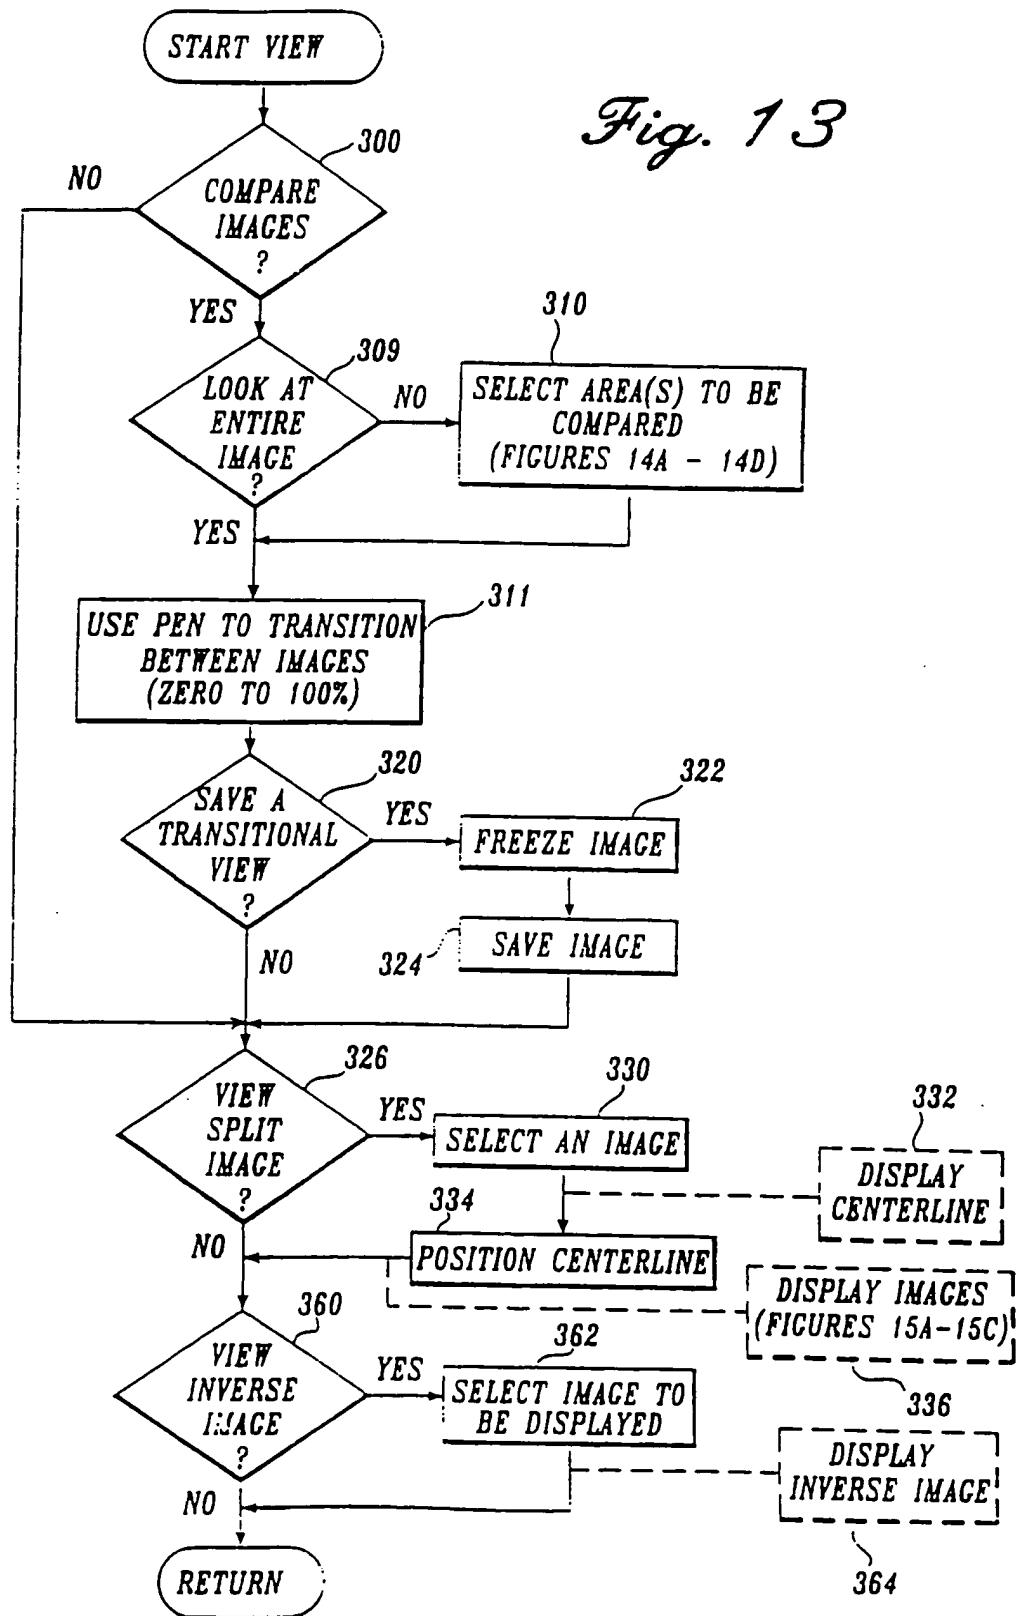 START VIEW
Fig. 13
300
NO
COMPARE
IMAGES
?
YES
309
310
LOOK AT
ENTIRE
IMAGE
?
NO
SELECT AREA(S) TO BE
COMPARED
(FIGURES 14A - 14D)
YES
311
USE PEN TO TRANSITION
BETWEEN IMAGES
(ZERO TO 100%)
320
322
SAVE A
TRANSITIONAL
VIEW
?
YES
FREEZE IMAGE
324
SAVE IMAGE
NO
326
330
332
VIEW
SPLIT
IMAGE
?
YES
SELECT AN IMAGE
DISPLAY
CENTERLINE
334
NO
POSITION CENTERLINE
DISPLAY IMAGES
(FIGURES 15A-15C)
336
360
362
VIEW
INVERSE
IMAGE
?
YES
SELECT IMAGE TO
BE DISPLAYED
DISPLAY
INVERSE IMAGE
364
NO
RETURN